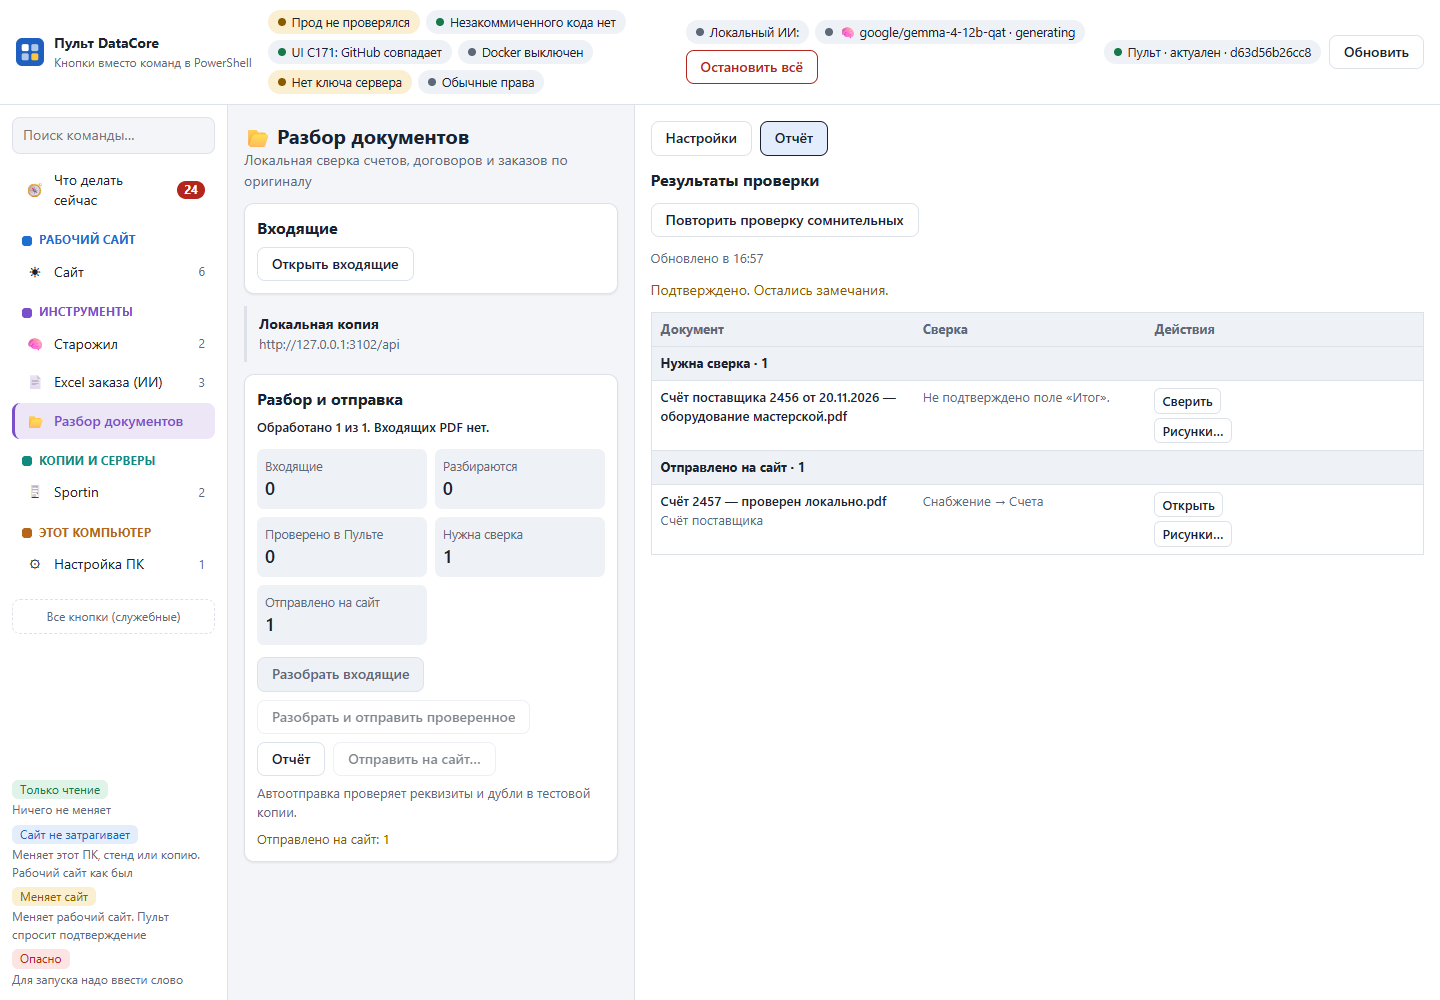 Пульт DataCore
Кнопки вместо команд в PowerShell
Прод не проверялся
Незакоммиченного кода нет
UI C171: GitHub совпадает
Docker выключен
Нет ключа сервера
Обычные права
Локальный ИИ:
google/gemma-4-12b-qat · generating
Остановить всё
Пульт · актуален · d63d56b26cc8
Обновить
Поиск команды...
Что делать
сейчас
24
РАБОЧИЙ САЙТ
Сайт 6
ИНСТРУМЕНТЫ
Старожил 2
Excel заказа (ИИ) 3
Разбор документов
КОПИИ И СЕРВЕРЫ
Sportin 2
ЭТОТ КОМПЬЮТЕР
Настройка ПК 1
Все кнопки (служебные)
Только чтение
Ничего не меняет
Сайт не затрагивает
Меняет этот ПК, стенд или копию.
Рабочий сайт как был
Меняет сайт
Меняет рабочий сайт. Пульт
спросит подтверждение
Опасно
Для запуска надо ввести слово
Разбор документов
Локальная сверка счетов, договоров и заказов по
оригиналу
Входящие
Открыть входящие
Локальная копия
http://127.0.0.1:3102/api
Разбор и отправка
Обработано 1 из 1. Входящих PDF нет.
Входящие
0
Разбираются
0
Проверено в Пульте
0
Нужна сверка
1
Отправлено на сайт
1
Разобрать входящие
Разобрать и отправить проверенное
Отчёт
Отправить на сайт...
Автоотправка проверяет реквизиты и дубли в тестовой
копии.
Отправлено на сайт: 1
Настройки
Отчёт
Результаты проверки
Повторить проверку сомнительных
Обновлено в 16:57
Подтверждено. Остались замечания.
Документ Сверка Действия
Нужна сверка · 1
Счёт поставщика 2456 от 20.11.2026 —
оборудование мастерской.pdf
Не подтверждено поле «Итог».
Сверить
Рисунки...
Отправлено на сайт · 1
Счёт 2457 — проверен локально.pdf
Счёт поставщика
Снабжение → Счета
Открыть
Рисунки...